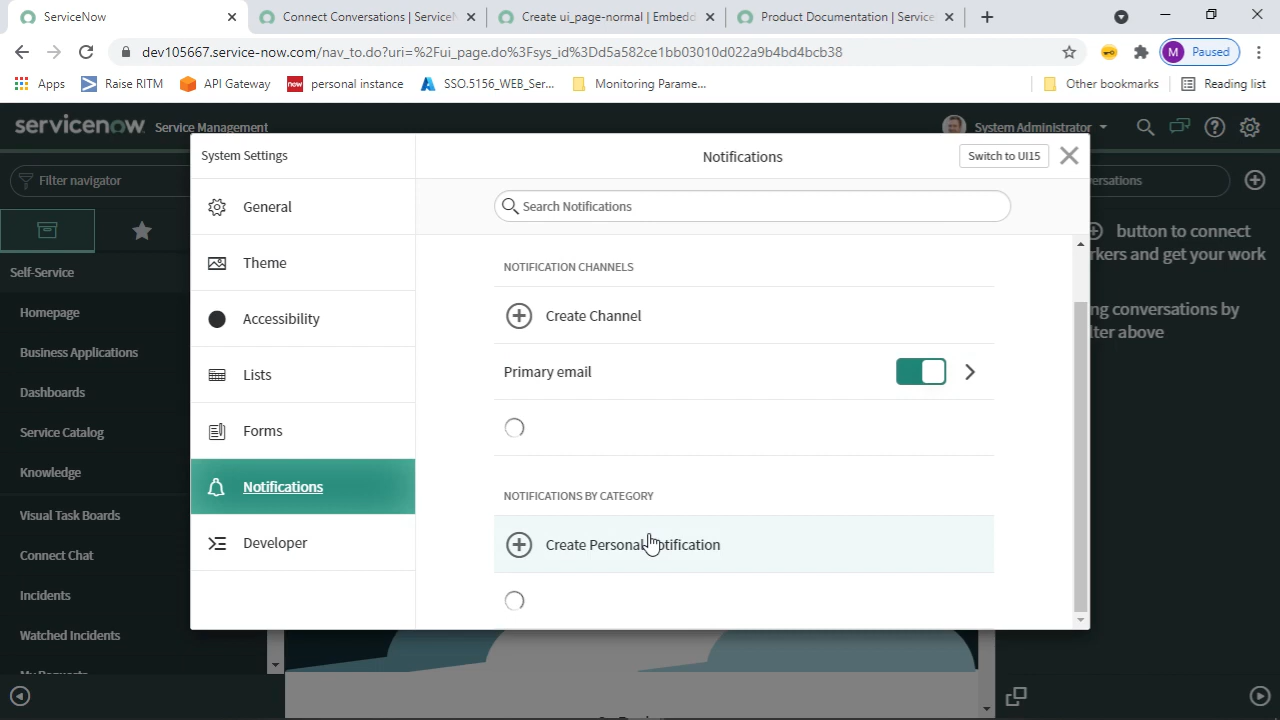 ServiceNow
Connect Conversations | Service
Create ui_page-normal | Embedd
Product Documentation | Service
dev105667.service-now.com/nav_to.do?uri=%2Fui_page.do%3Fsys_id%3Dd5a582ce1bb03010d022a9b4bd4bcb38
M Paused
Apps
Raise RITM
API Gateway
now personal instance
SSO.5156_WEB_Ser...
Monitoring Parame...
Other bookmarks
Reading list
servicenow Service Management
System Administrator
Filter navigator
Self-Service
Homepage
Business Applications
Dashboards
Service Catalog
Knowledge
Visual Task Boards
Connect Chat
Incidents
Watched Incidents
System Settings
General
Theme
Accessibility
Lists
Forms
Notifications
Developer
Notifications
Switch to UI15
Search Notifications
NOTIFICATION CHANNELS
Create Channel
Primary email
NOTIFICATIONS BY CATEGORY
Create Personal Notification
ersations
button to connect
rkers and get your work
ng conversations by
lter above